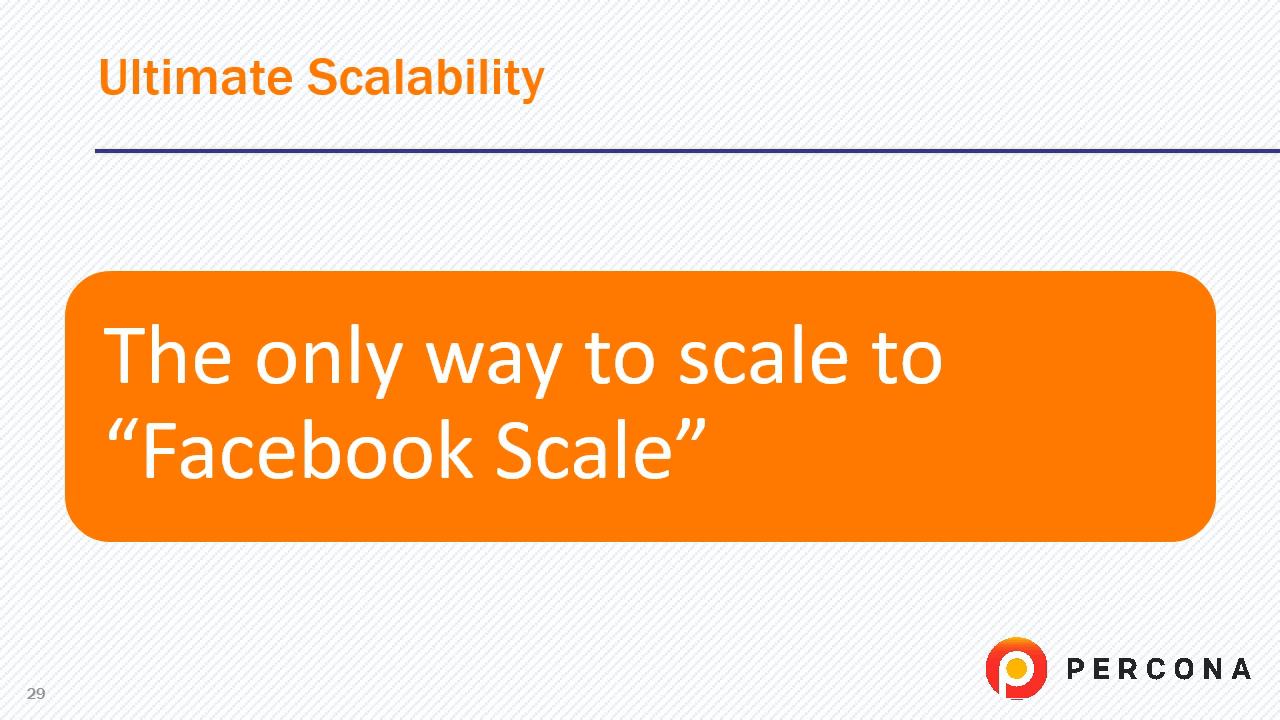 Ultimate Scalability
The only way to scale to
“Facebook Scale”
29
PERCONA